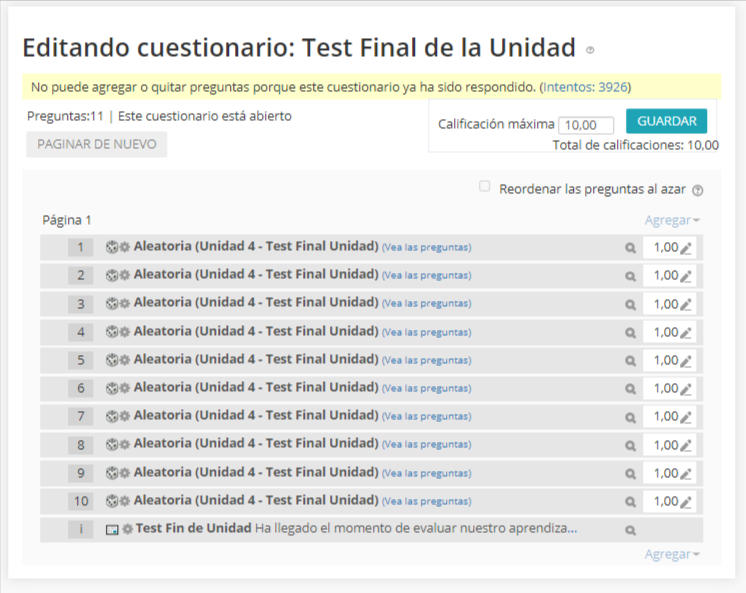 Editando cuestionario: Test Final de la Unidad
No puede agregar o quitar preguntas porque este cuestionario ya ha sido respondido. (Intentos: 3926)
Preguntas:11 | Este cuestionario está abierto
Calificación máxima 10,00 GUARDAR
PAGINAR DE NUEVO
Total de calificaciones: 10,00
Reordenar las preguntas al azar
Página 1
Agregar
1 Aleatoria (Unidad 4 - Test Final Unidad) (Vea las preguntas) 1,00
2 Aleatoria (Unidad 4 - Test Final Unidad) (Vea las preguntas) 1,00
3 Aleatoria (Unidad 4 - Test Final Unidad) (Vea las preguntas) 1,00
4 Aleatoria (Unidad 4 - Test Final Unidad) (Vea las preguntas) 1,00
5 Aleatoria (Unidad 4 - Test Final Unidad) (Vea las preguntas) 1,00
6 Aleatoria (Unidad 4 - Test Final Unidad) (Vea las preguntas) 1,00
7 Aleatoria (Unidad 4 - Test Final Unidad) (Vea las preguntas) 1,00
8 Aleatoria (Unidad 4 - Test Final Unidad) (Vea las preguntas) 1,00
9 Aleatoria (Unidad 4 - Test Final Unidad) (Vea las preguntas) 1,00
10 Aleatoria (Unidad 4 - Test Final Unidad) (Vea las preguntas) 1,00
i Test Fin de Unidad Ha llegado el momento de evaluar nuestro aprendiza...
Agregar